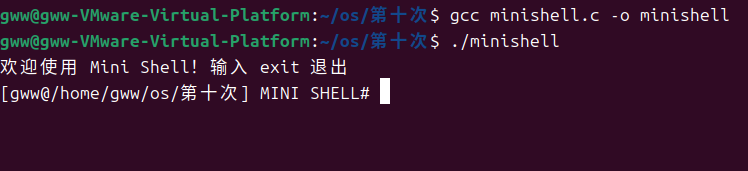 gww@gww-VMware-Virtual-Platform:~/os/第十次$ gcc minishell.c -o minishell
gww@gww-VMware-Virtual-Platform:~/os/第十次$ ./minishell
欢迎使用 Mini Shell! 输入 exit 退出
[gww@/home/gww/os/第十次] MINI SHELL#